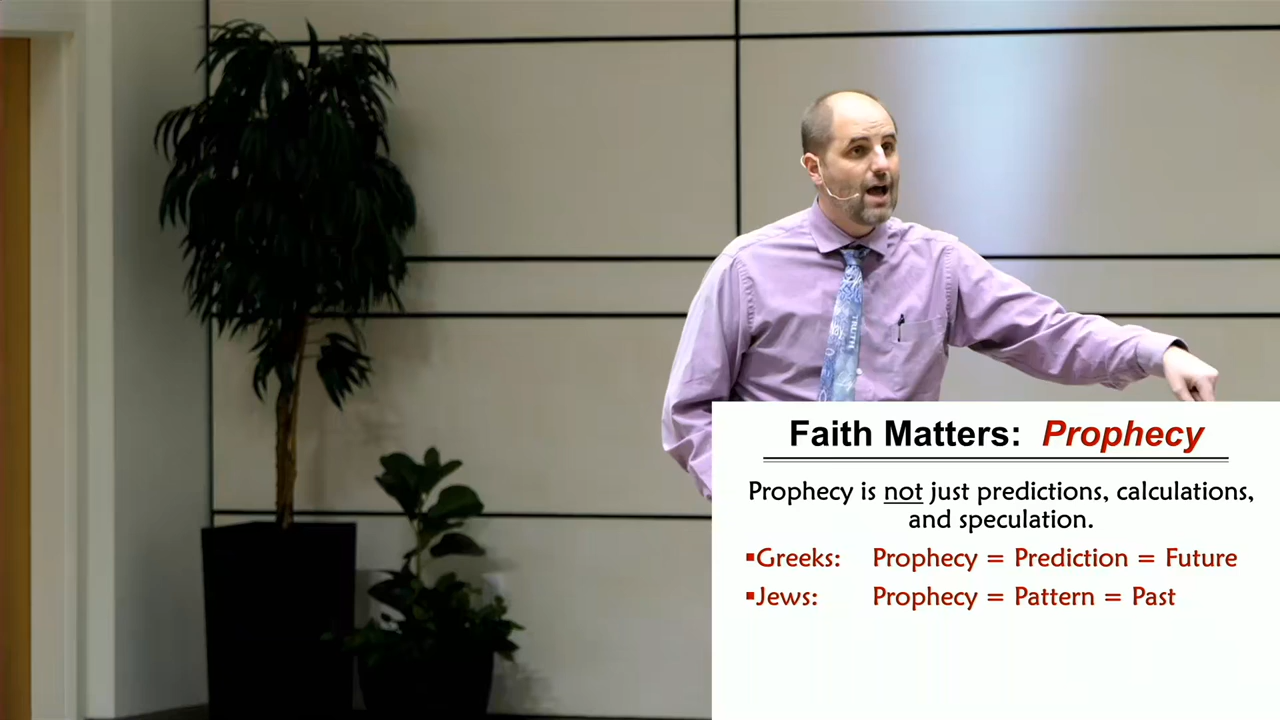 TRUTH
Faith Matters: Prophecy
Prophecy is not just predictions, calculations,
and speculation.
▪Greeks: Prophecy = Prediction = Future
▪Jews: Prophecy = Pattern = Past